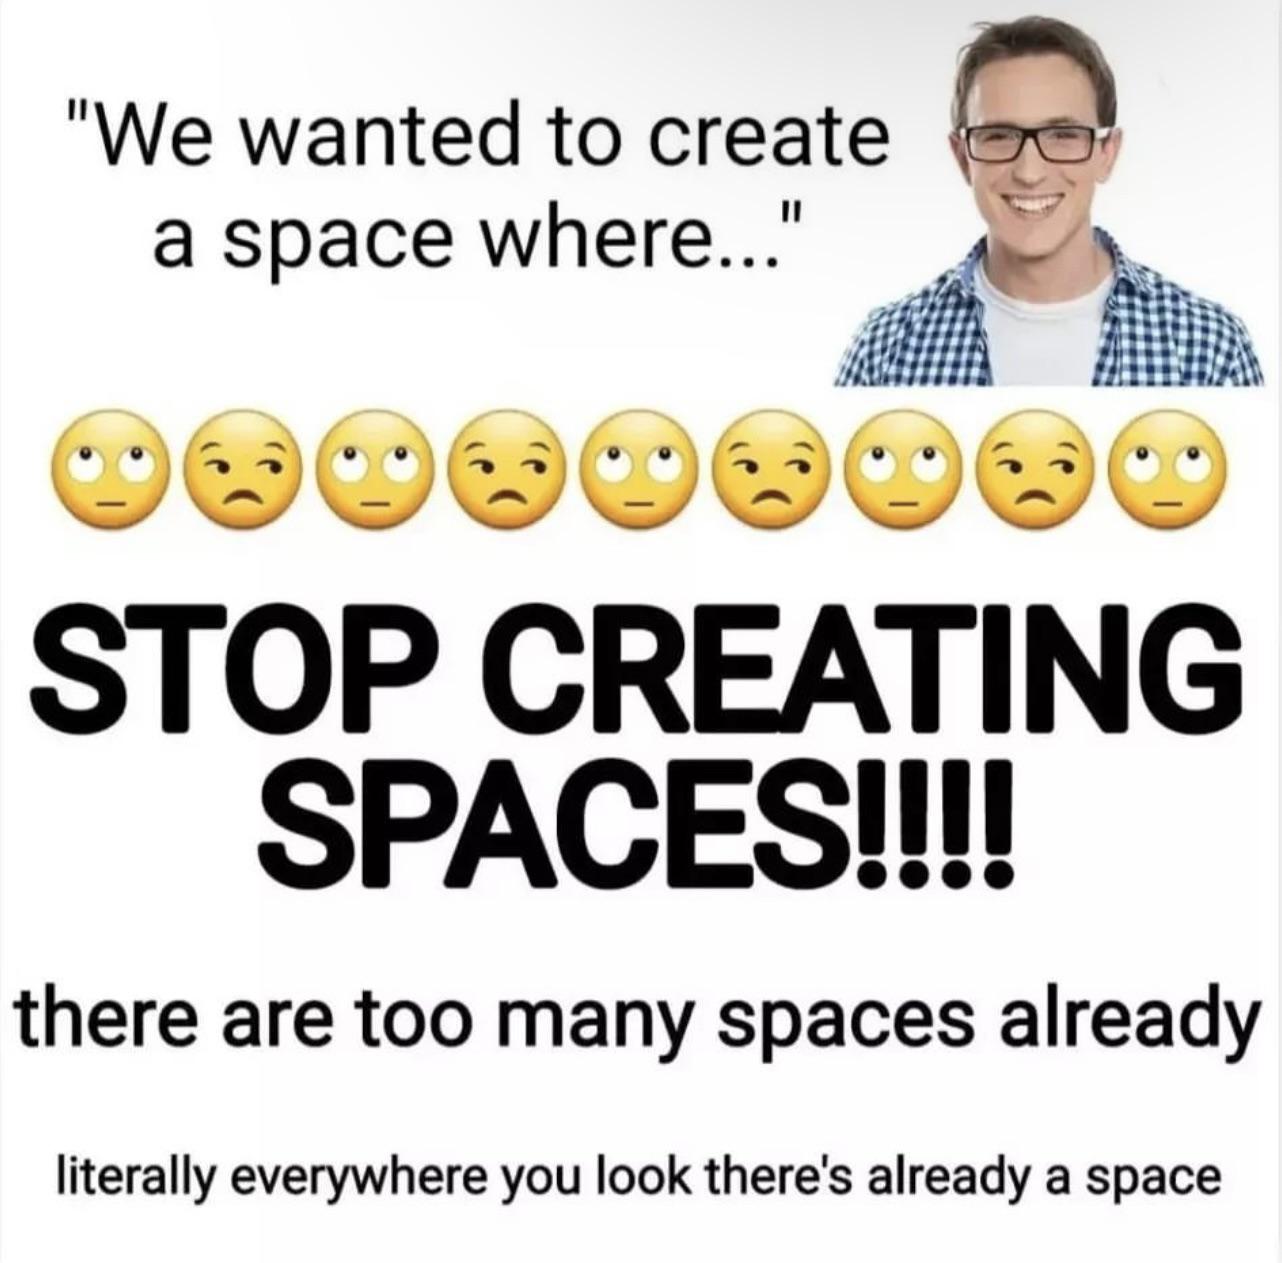 "We wanted to create
a space where..."
🙄😒🙄😒🙄😒🙄😒🙄
STOP CREATING
SPACES!!!!
there are too many spaces already
literally everywhere you look there's already a space